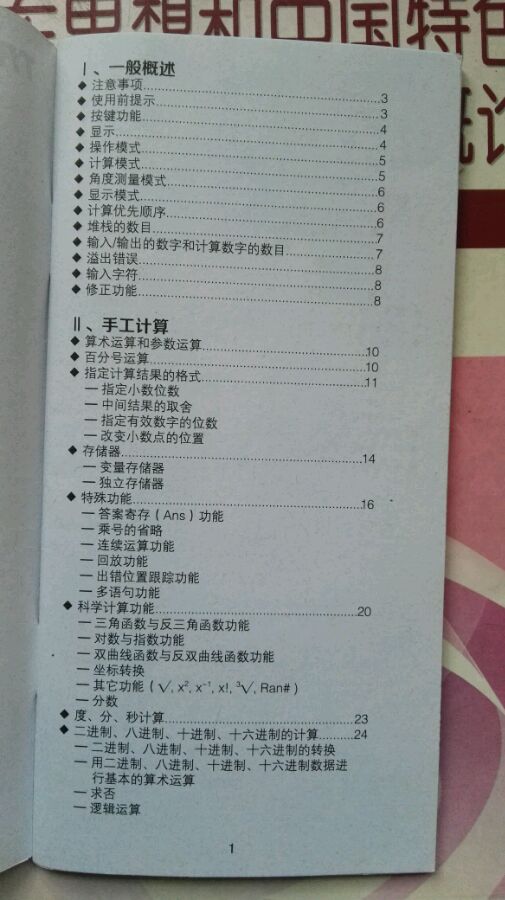 思想和中国特色
概论
Ⅰ、一般概述
◆ 注意事项..........3
◆ 使用前提示..........3
◆ 按键功能..........4
◆ 显示..........4
◆ 操作模式..........5
◆ 计算模式..........5
◆ 角度测量模式..........6
◆ 显示模式..........6
◆ 计算优先顺序..........6
◆ 堆栈的数目..........7
◆ 输入/输出的数字和计算数字的数目..........7
◆ 溢出错误..........8
◆ 输入字符..........8
◆ 修正功能..........8
Ⅱ、手工计算
◆ 算术运算和参数运算..........10
◆ 百分号运算..........10
◆ 指定计算结果的格式..........11
— 指定小数位数
— 中间结果的取舍
— 指定有效数字的位数
— 改变小数点的位置
◆ 存储器..........14
— 变量存储器
— 独立存储器
◆ 特殊功能..........16
— 答案寄存(Ans)功能
— 乘号的省略
— 连续运算功能
— 回放功能
— 出错位置跟踪功能
— 多语句功能
◆ 科学计算功能..........20
— 三角函数与反三角函数功能
— 对数与指数功能
— 双曲线函数与反双曲线函数功能
— 坐标转换
— 其它功能(√, x², x⁻¹, x!, ³√, Ran#)
— 分数
◆ 度、分、秒计算..........23
◆ 二进制、八进制、十进制、十六进制的计算..........24
— 二进制、八进制、十进制、十六进制的转换
— 用二进制、八进制、十进制、十六进制数据进
行基本的算术运算
— 求否
— 逻辑运算
1